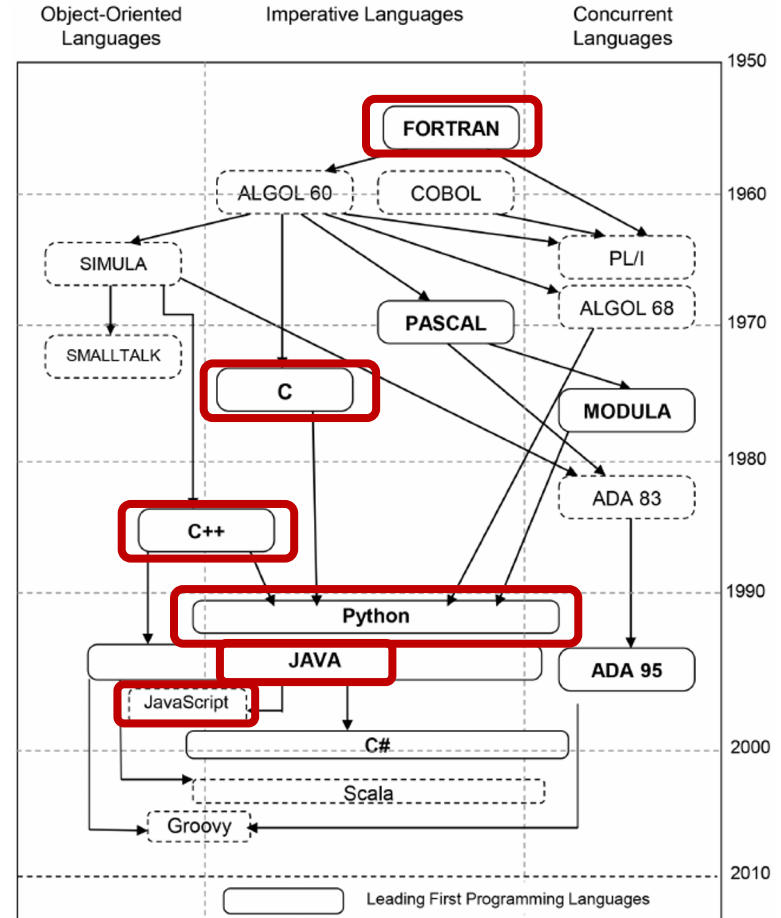 Object-Oriented
Languages
Imperative Languages
Concurrent
Languages
1950
FORTRAN
ALGOL 60
COBOL
1960
SIMULA
PL/I
ALGOL 68
PASCAL
1970
SMALLTALK
C
MODULA
1980
ADA 83
C++
1990
Python
JAVA
ADA 95
JavaScript
C#
2000
Scala
Groovy
2010
Leading First Programming Languages